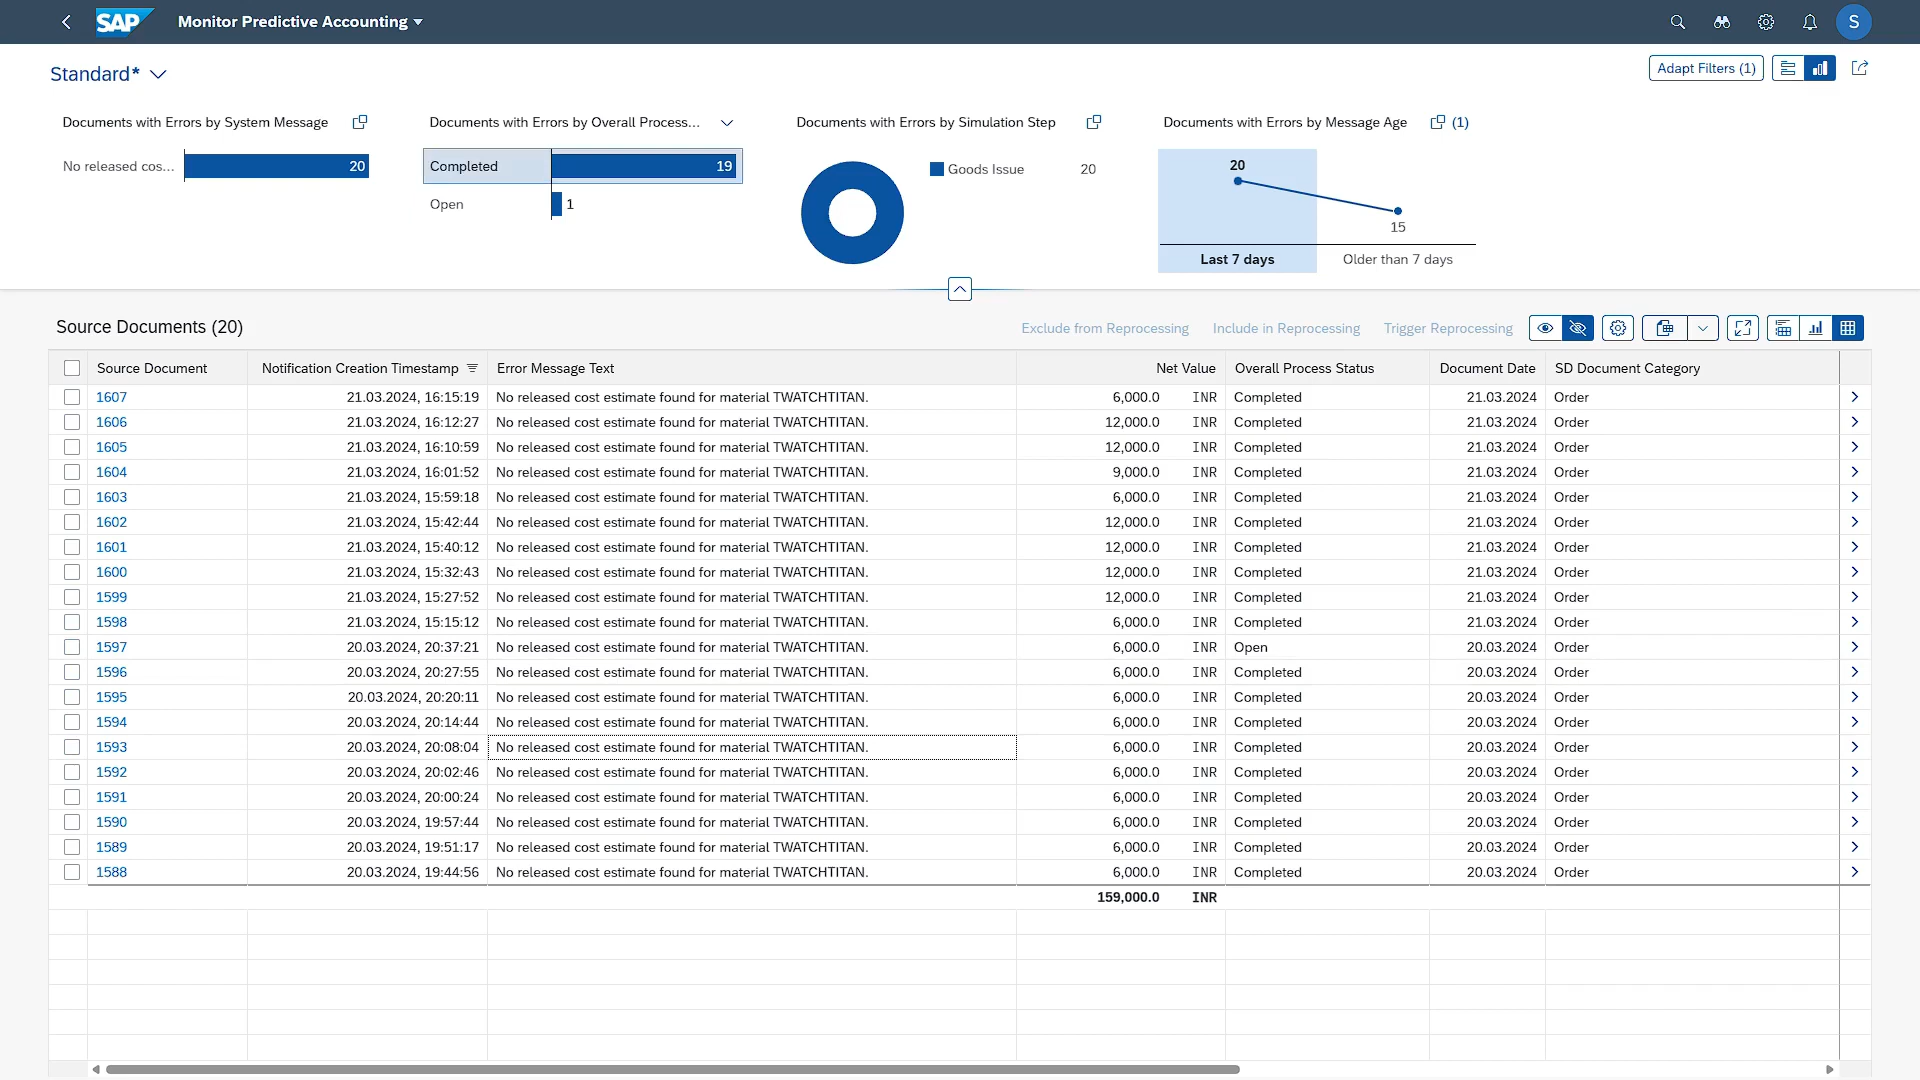 SAP Monitor Predictive Accounting S
Standard* Adapt Filters (1)
Documents with Errors by System Message
No released cos... 20
Documents with Errors by Overall Process...
Completed 19
Open 1
Documents with Errors by Simulation Step
Goods Issue 20
Documents with Errors by Message Age (1)
20
15
Last 7 days Older than 7 days
Source Documents (20) Exclude from Reprocessing Include in Reprocessing Trigger Reprocessing
Source Document Notification Creation Timestamp Error Message Text Net Value Overall Process Status Document Date SD Document Category
1607 21.03.2024, 16:15:19 No released cost estimate found for material TWATCHTITAN. 6,000.0 INR Completed 21.03.2024 Order
1606 21.03.2024, 16:12:27 No released cost estimate found for material TWATCHTITAN. 12,000.0 INR Completed 21.03.2024 Order
1605 21.03.2024, 16:10:59 No released cost estimate found for material TWATCHTITAN. 12,000.0 INR Completed 21.03.2024 Order
1604 21.03.2024, 16:01:52 No released cost estimate found for material TWATCHTITAN. 9,000.0 INR Completed 21.03.2024 Order
1603 21.03.2024, 15:59:18 No released cost estimate found for material TWATCHTITAN. 6,000.0 INR Completed 21.03.2024 Order
1602 21.03.2024, 15:42:44 No released cost estimate found for material TWATCHTITAN. 12,000.0 INR Completed 21.03.2024 Order
1601 21.03.2024, 15:40:12 No released cost estimate found for material TWATCHTITAN. 12,000.0 INR Completed 21.03.2024 Order
1600 21.03.2024, 15:32:43 No released cost estimate found for material TWATCHTITAN. 12,000.0 INR Completed 21.03.2024 Order
1599 21.03.2024, 15:27:52 No released cost estimate found for material TWATCHTITAN. 12,000.0 INR Completed 21.03.2024 Order
1598 21.03.2024, 15:15:12 No released cost estimate found for material TWATCHTITAN. 6,000.0 INR Completed 21.03.2024 Order
1597 20.03.2024, 20:37:21 No released cost estimate found for material TWATCHTITAN. 6,000.0 INR Open 20.03.2024 Order
1596 20.03.2024, 20:27:55 No released cost estimate found for material TWATCHTITAN. 6,000.0 INR Completed 20.03.2024 Order
1595 20.03.2024, 20:20:11 No released cost estimate found for material TWATCHTITAN. 6,000.0 INR Completed 20.03.2024 Order
1594 20.03.2024, 20:14:44 No released cost estimate found for material TWATCHTITAN. 6,000.0 INR Completed 20.03.2024 Order
1593 20.03.2024, 20:08:04 No released cost estimate found for material TWATCHTITAN. 6,000.0 INR Completed 20.03.2024 Order
1592 20.03.2024, 20:02:46 No released cost estimate found for material TWATCHTITAN. 6,000.0 INR Completed 20.03.2024 Order
1591 20.03.2024, 20:00:24 No released cost estimate found for material TWATCHTITAN. 6,000.0 INR Completed 20.03.2024 Order
1590 20.03.2024, 19:57:44 No released cost estimate found for material TWATCHTITAN. 6,000.0 INR Completed 20.03.2024 Order
1589 20.03.2024, 19:51:17 No released cost estimate found for material TWATCHTITAN. 6,000.0 INR Completed 20.03.2024 Order
1588 20.03.2024, 19:44:56 No released cost estimate found for material TWATCHTITAN. 6,000.0 INR Completed 20.03.2024 Order
159,000.0 INR